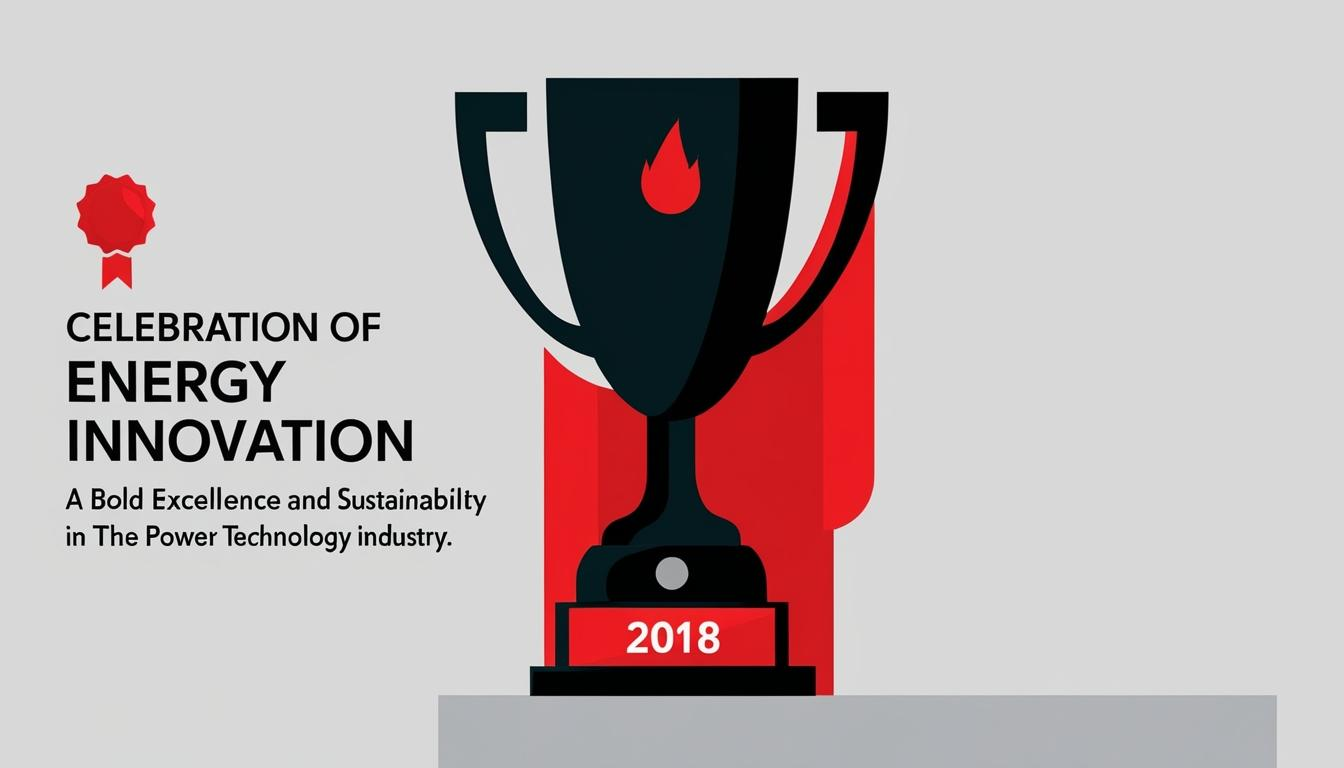 CELEBRATION OF
ENERGY
INNOVATION
A Bold Excellence and Sustainabilty
in The Power Technology industry.
2018